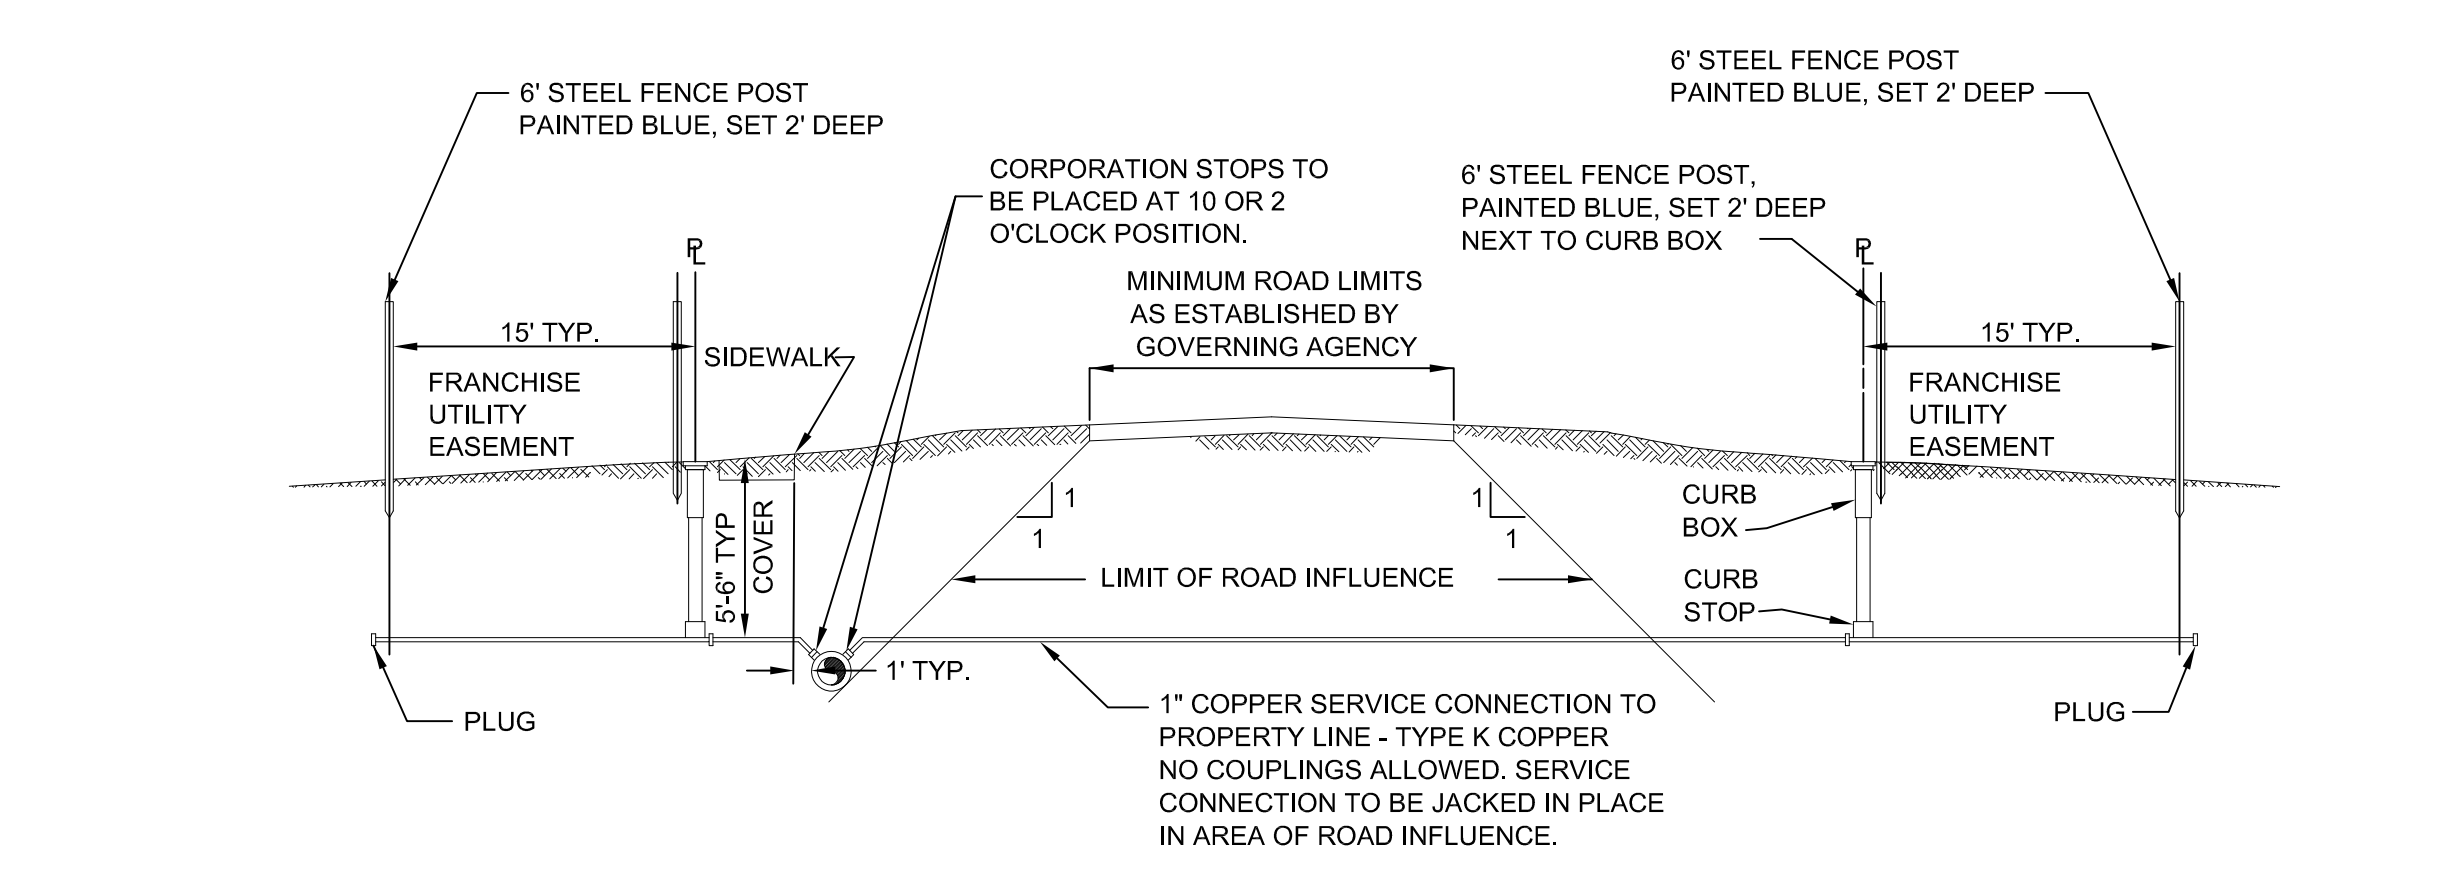 6' STEEL FENCE POST
PAINTED BLUE, SET 2' DEEP
6' STEEL FENCE POST
PAINTED BLUE, SET 2' DEEP
CORPORATION STOPS TO
BE PLACED AT 10 OR 2
O'CLOCK POSITION.
6' STEEL FENCE POST,
PAINTED BLUE, SET 2' DEEP
NEXT TO CURB BOX
PL
PL
MINIMUM ROAD LIMITS
AS ESTABLISHED BY
GOVERNING AGENCY
15' TYP.
SIDEWALK
15' TYP.
FRANCHISE
UTILITY
EASEMENT
FRANCHISE
UTILITY
EASEMENT
5'-6" TYP
COVER
1
1
1
1
CURB
BOX
LIMIT OF ROAD INFLUENCE
CURB
STOP
1' TYP.
PLUG
1" COPPER SERVICE CONNECTION TO
PROPERTY LINE - TYPE K COPPER
NO COUPLINGS ALLOWED. SERVICE
CONNECTION TO BE JACKED IN PLACE
IN AREA OF ROAD INFLUENCE.
PLUG